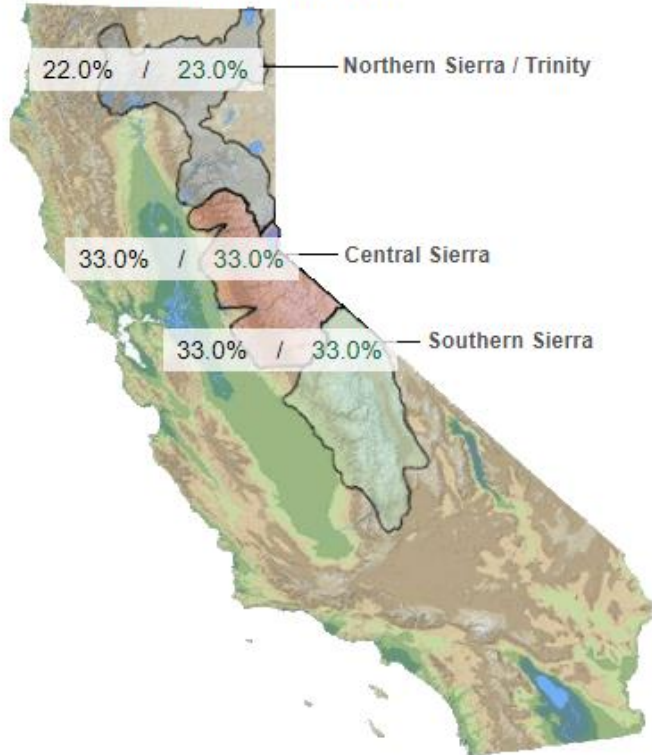 22.0% / 23.0% Northern Sierra / Trinity
33.0% / 33.0% Central Sierra
33.0% / 33.0% Southern Sierra